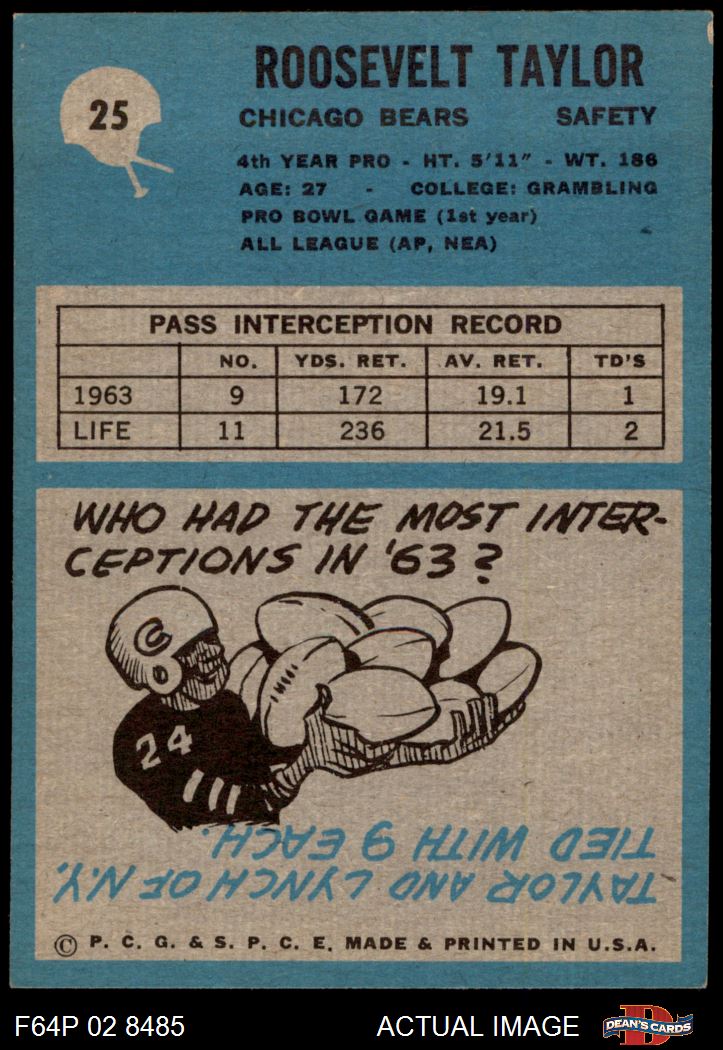 25
ROOSEVELT TAYLOR
CHICAGO BEARS SAFETY
4th YEAR PRO - HT. 5'11" - WT. 186
AGE: 27 - COLLEGE: GRAMBLING
PRO BOWL GAME (1st year)
ALL LEAGUE (AP, NEA)
PASS INTERCEPTION RECORD
NO. YDS. RET. AV. RET. TD'S
1963 9 172 19.1 1
LIFE 11 236 21.5 2
WHO HAD THE MOST INTER-
CEPTIONS IN '63?
C
24
TAYLOR AND LYNCH OF N.Y.
TIED WITH 9 EACH.
© P. C. G. & S. P. C. E. MADE & PRINTED IN U.S.A.
F64P 02 8485 ACTUAL IMAGE D DEAN'S CARDS